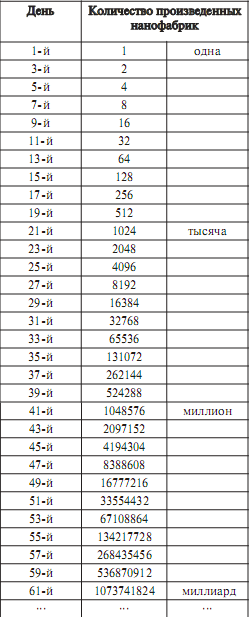 День Количество произведенных
нанофабрик
1-й 1 одна
3-й 2
5-й 4
7-й 8
9-й 16
11-й 32
13-й 64
15-й 128
17-й 256
19-й 512
21-й 1024 тысяча
23-й 2048
25-й 4096
27-й 8192
29-й 16384
31-й 32768
33-й 65536
35-й 131072
37-й 262144
39-й 524288
41-й 1048576 миллион
43-й 2097152
45-й 4194304
47-й 8388608
49-й 16777216
51-й 33554432
53-й 67108864
55-й 134217728
57-й 268435456
59-й 536870912
61-й 1073741824 миллиард
... ... ...